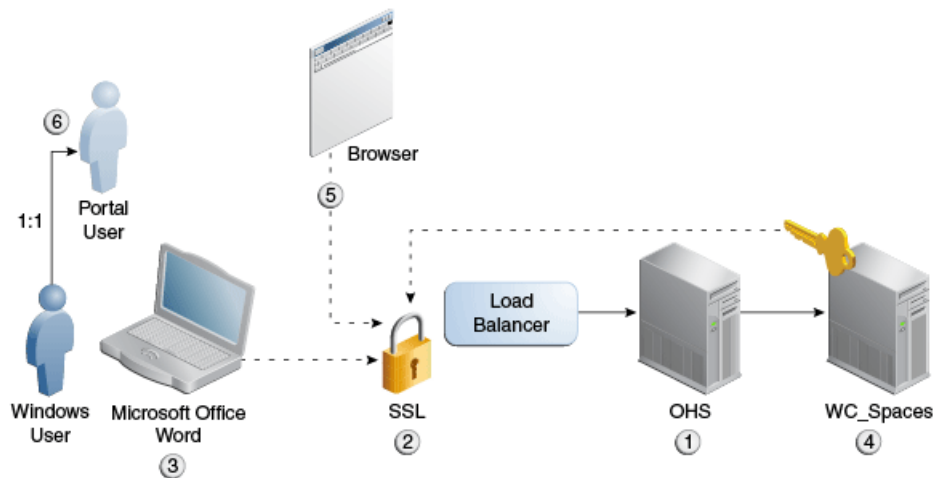 6
Portal
User
1:1
Windows
User
Microsoft Office
Word
3
Browser
5
SSL
2
Load
Balancer
OHS
1
WC_Spaces
4